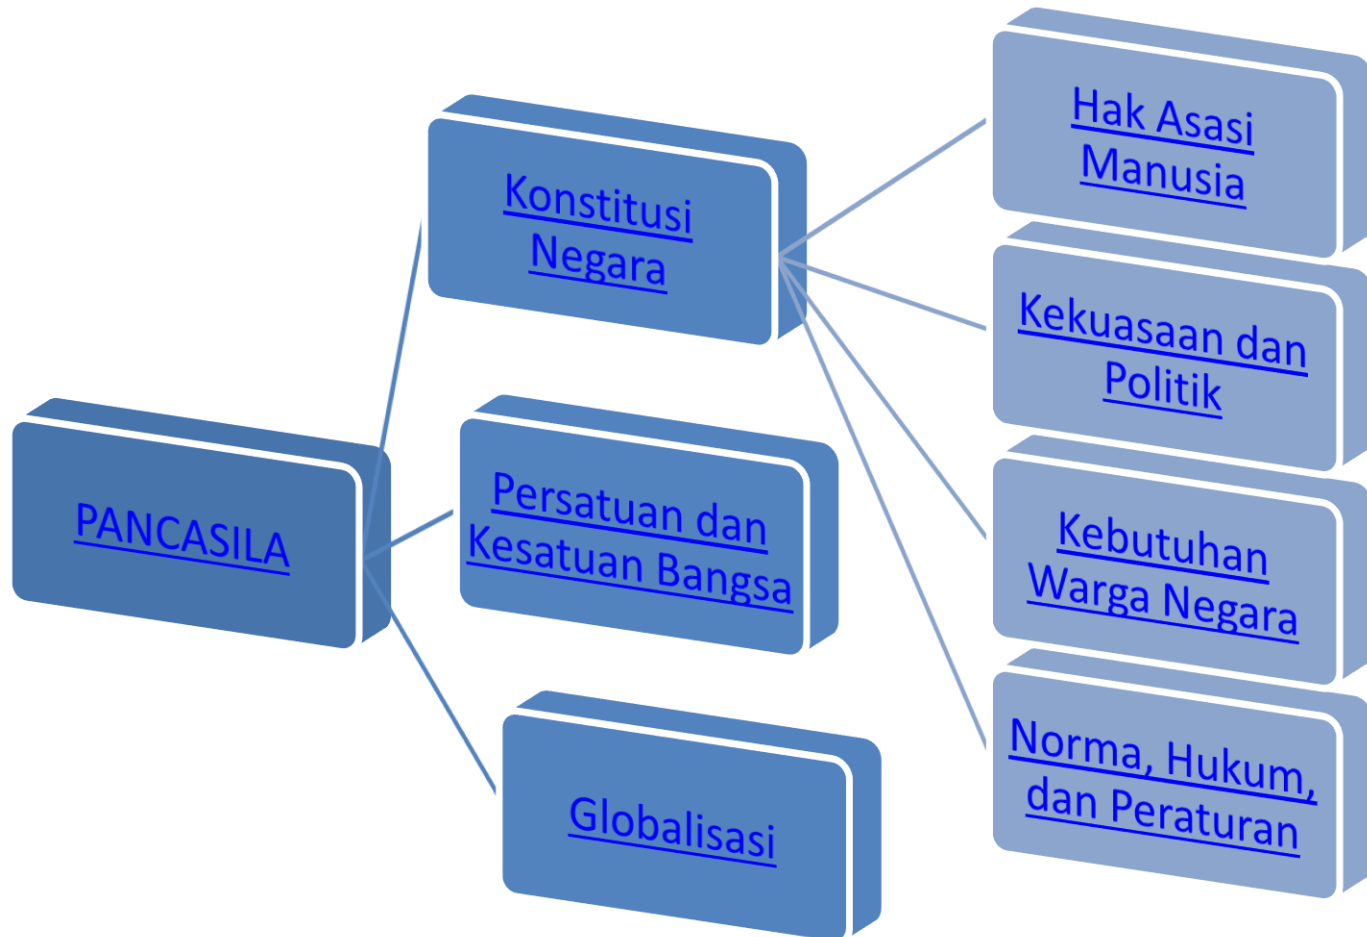 PANCASILA
Konstitusi
Negara
Persatuan dan
Kesatuan Bangsa
Globalisasi
Hak Asasi
Manusia
Kekuasaan dan
Politik
Kebutuhan
Warga Negara
Norma, Hukum,
dan Peraturan